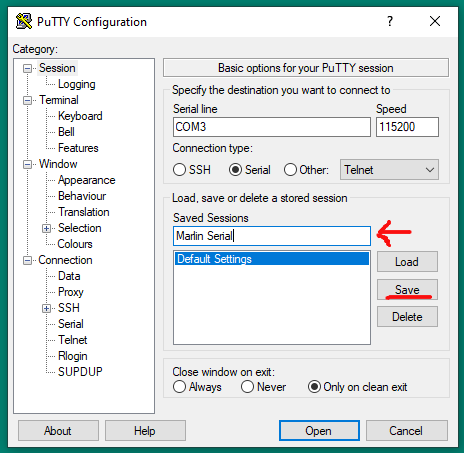 PuTTY Configuration
?
Category:
Session
Logging
Terminal
Keyboard
Bell
Features
Window
Appearance
Behaviour
Translation
Selection
Colours
Connection
Data
Proxy
SSH
Serial
Telnet
Rlogin
SUPDUP
Basic options for your PuTTY session
Specify the destination you want to connect to
Serial line Speed
COM3 115200
Connection type:
SSH Serial Other: Telnet
Load, save or delete a stored session
Saved Sessions
Marlin Serial
Default Settings
Load
Save
Delete
Close window on exit:
Always Never Only on clean exit
About Help Open Cancel